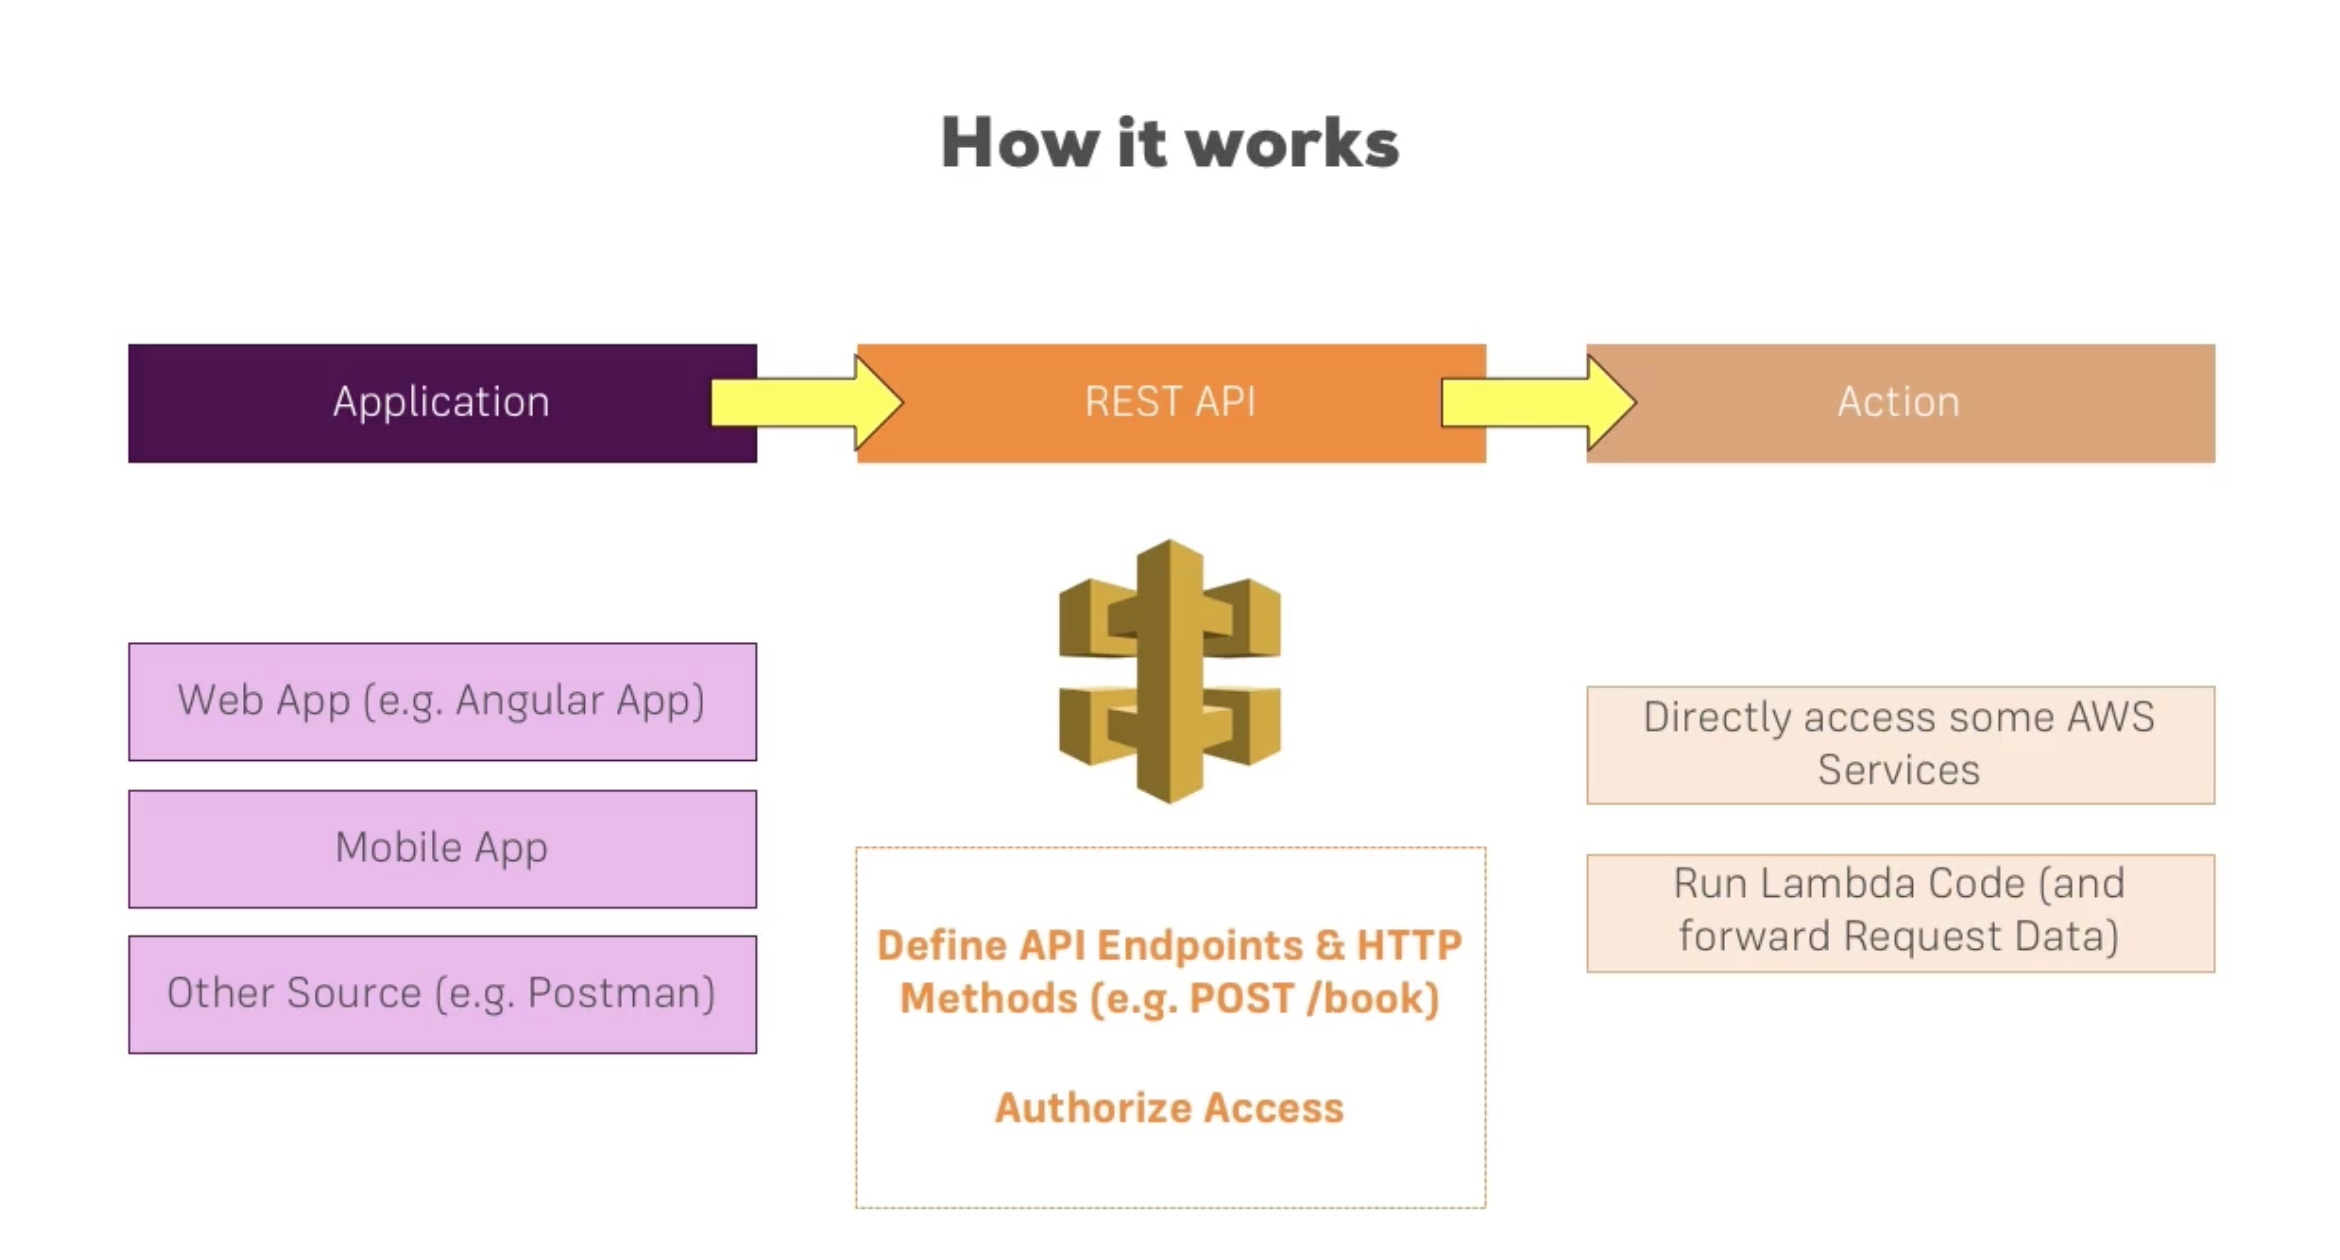 How it works
Application
REST API
Action
Web App (e.g. Angular App)
Mobile App
Other Source (e.g. Postman)
Define API Endpoints & HTTP
Methods (e.g. POST /book)
Authorize Access
Directly access some AWS
Services
Run Lambda Code (and
forward Request Data)